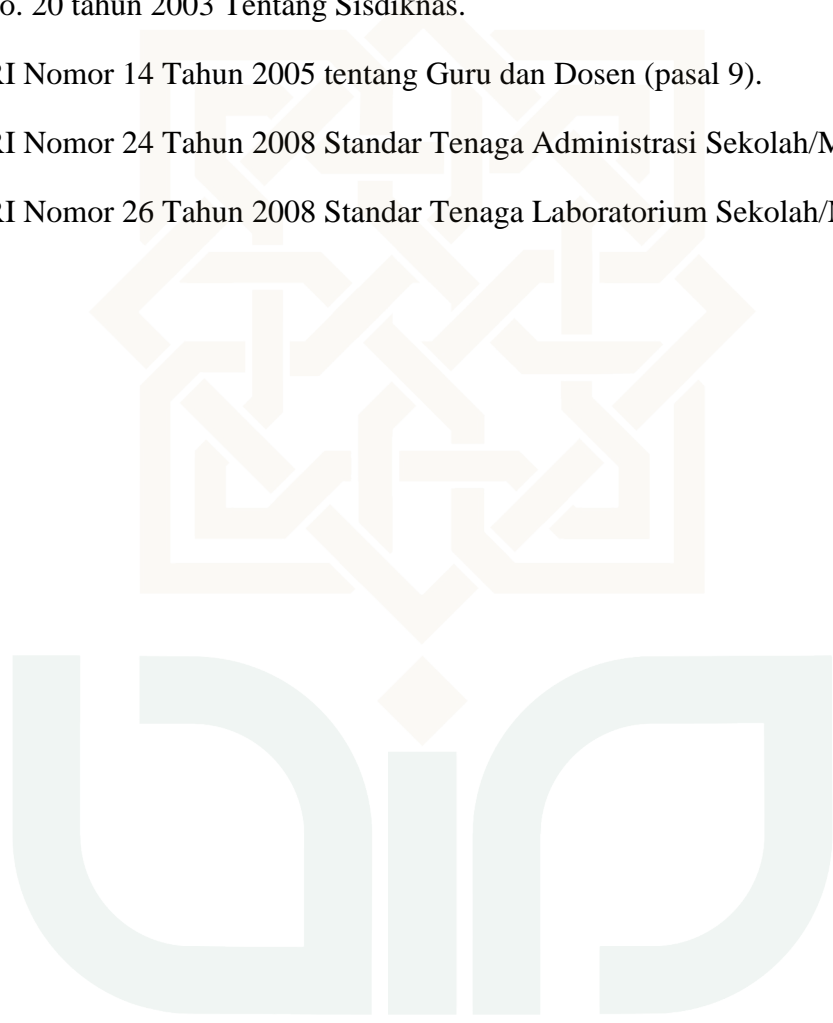 o. 20 tahun 2003 Tentang Sisdiknas.
RI Nomor 14 Tahun 2005 tentang Guru dan Dosen (pasal 9).
RI Nomor 24 Tahun 2008 Standar Tenaga Administrasi Sekolah/M
RI Nomor 26 Tahun 2008 Standar Tenaga Laboratorium Sekolah/